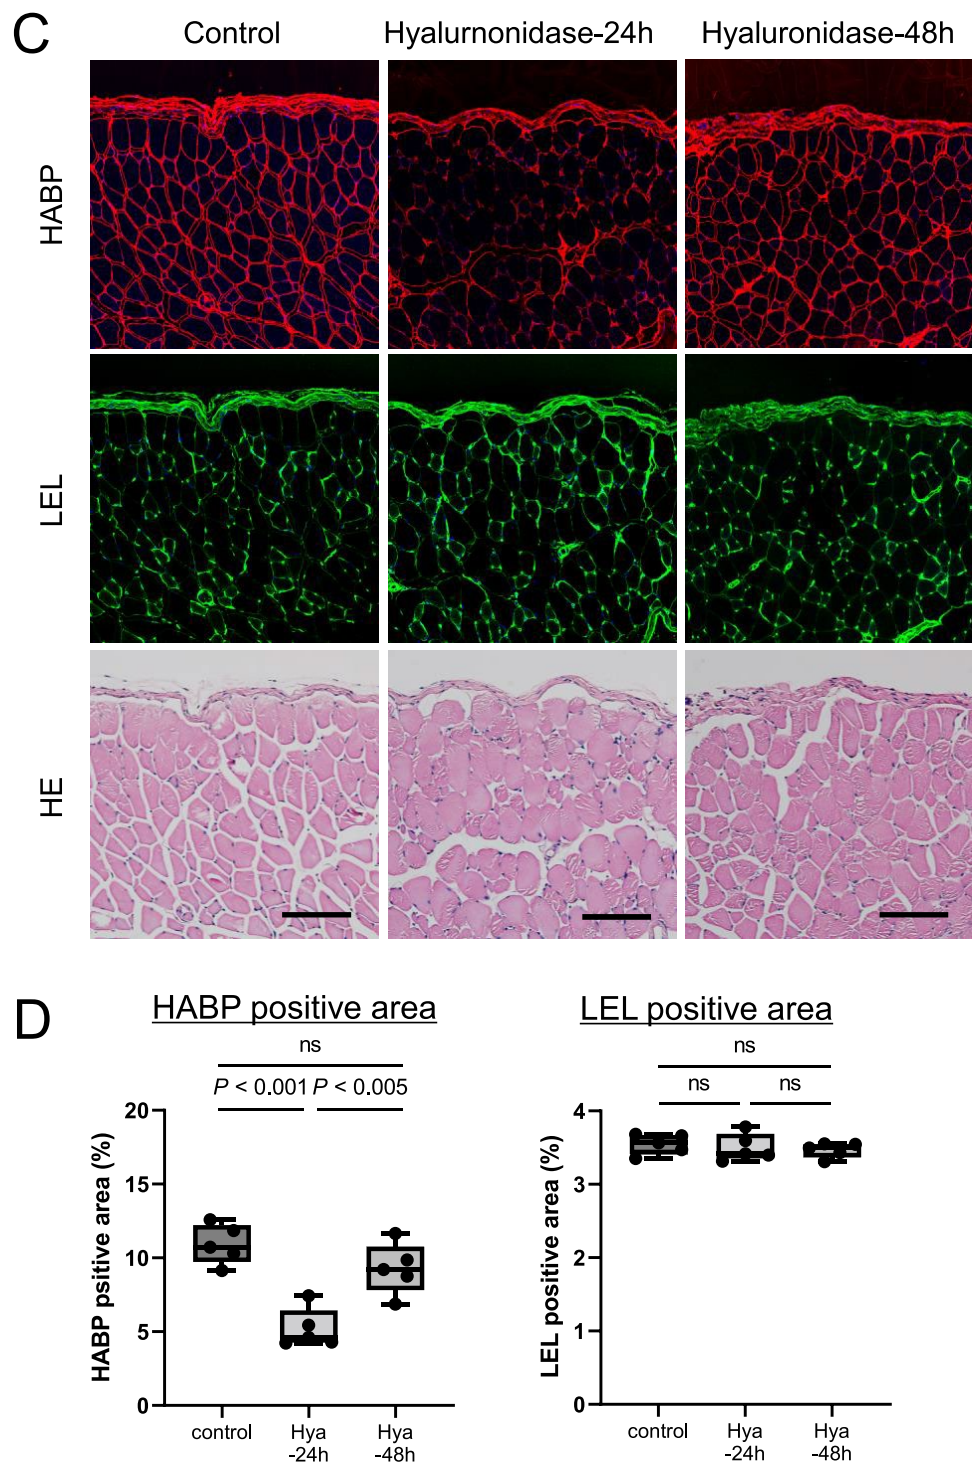 C
Control
Hyalurnonidase-24h
Hyaluronidase-48h
HABP
LEL
HE
D
HABP positive area
ns
P < 0.001
P < 0.005
HABP psitive area (%)
20
15
10
5
0
control
Hya
-24h
Hya
-48h
LEL positive area
ns
ns
ns
LEL positive area (%)
4
3
2
1
0
control
Hya
-24h
Hya
-48h